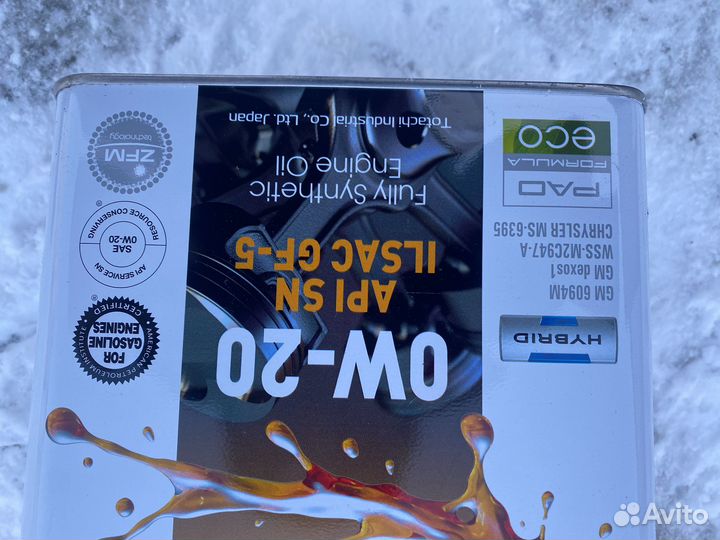 0W-20
API SN
ILSAC GF-5
Fully Synthetic
Engine Oil
Totachi Industrial Co., Ltd. Japan
HYBRID
GM 6094M
GM dexos1
WSS-M2C947-A
CHRYSLER MS-6395
PAO
FORMULA
eco
AMERICAN PETROLEUM INSTITUTE
FOR
GASOLINE
ENGINES
CERTIFIED
API SERVICE SN
SAE
0W-20
RESOURCE CONSERVING
ZFM
technology
Avito